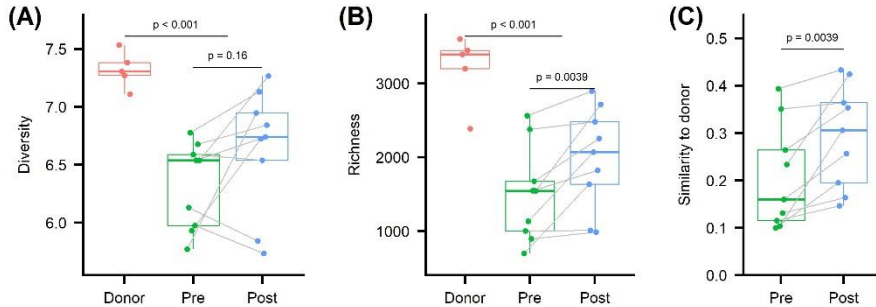 (A)
p < 0.001
p = 0.16
7.5
7.0
6.5
6.0
Diversity
Donor Pre Post
(B)
p < 0.001
p = 0.0039
3000
2000
1000
Richness
Donor Pre Post
(C)
p = 0.0039
0.5
0.4
0.3
0.2
0.1
0.0
Similarity to donor
Pre Post